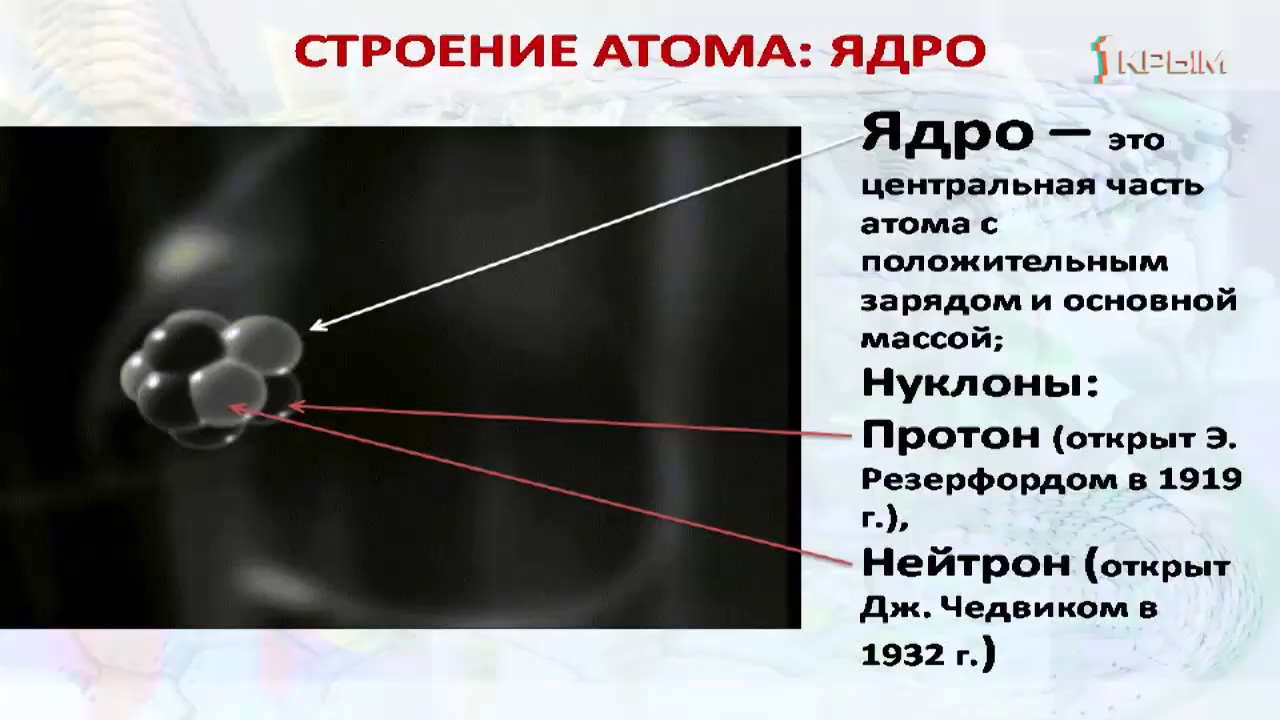 СТРОЕНИЕ АТОМА: ЯДРО
1 КРЫМ
Ядро – это
центральная часть
атома с
положительным
зарядом и основной
массой;
Нуклоны:
Протон (открыт Э.
Резерфордом в 1919
г.),
Нейтрон (открыт
Дж. Чедвиком в
1932 г.)